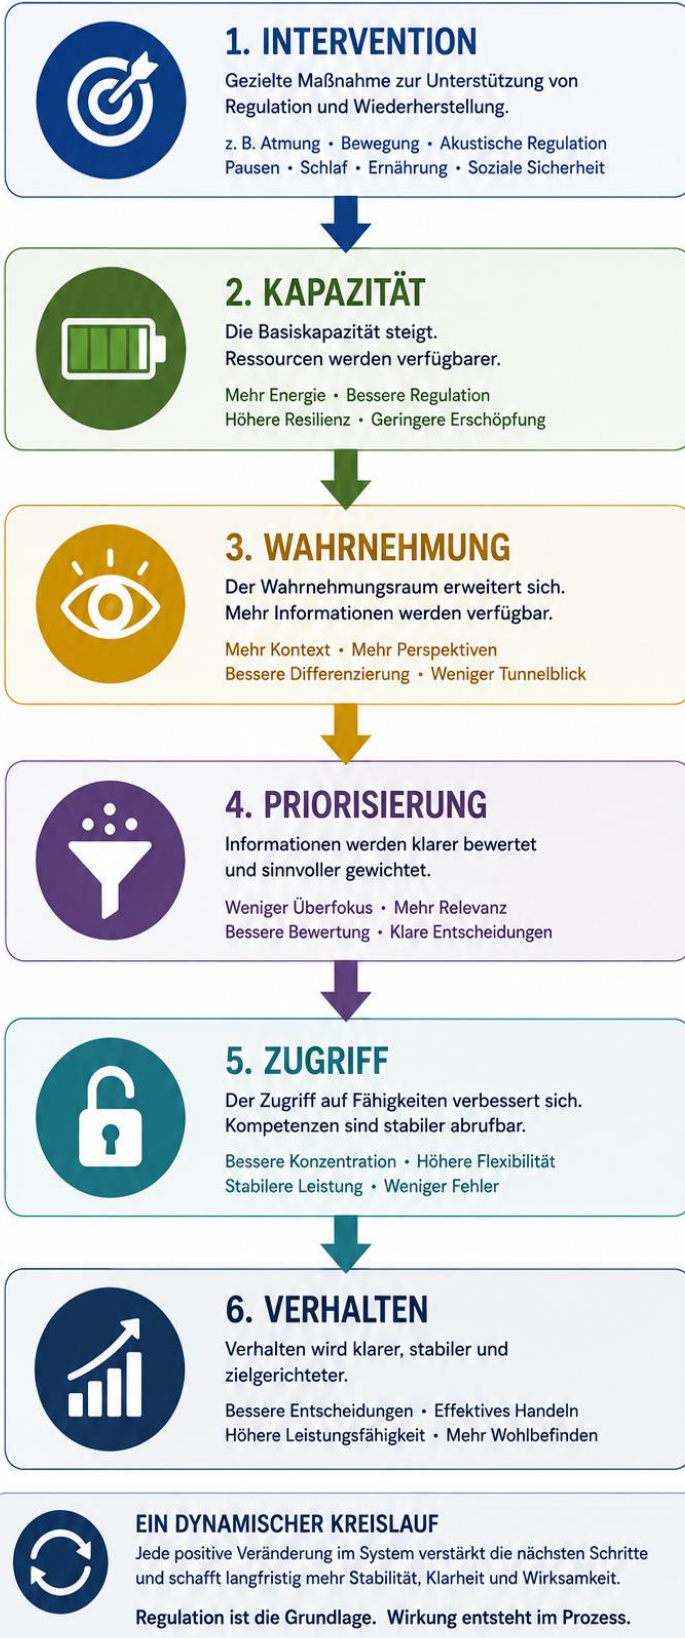 1. INTERVENTION
Gezielte Maßnahme zur Unterstützung von
Regulation und Wiederherstellung.
z. B. Atmung • Bewegung • Akustische Regulation
Pausen • Schlaf • Ernährung • Soziale Sicherheit
2. KAPAZITÄT
Die Basiskapazität steigt.
Ressourcen werden verfügbarer.
Mehr Energie • Bessere Regulation
Höhere Resilienz • Geringere Erschöpfung
3. WAHRNEHMUNG
Der Wahrnehmungsraum erweitert sich.
Mehr Informationen werden verfügbar.
Mehr Kontext • Mehr Perspektiven
Bessere Differenzierung • Weniger Tunnelblick
4. PRIORISIERUNG
Informationen werden klarer bewertet
und sinnvoller gewichtet.
Weniger Überfokus • Mehr Relevanz
Bessere Bewertung • Klare Entscheidungen
5. ZUGRIFF
Der Zugriff auf Fähigkeiten verbessert sich.
Kompetenzen sind stabiler abrufbar.
Bessere Konzentration • Höhere Flexibilität
Stabilere Leistung • Weniger Fehler
6. VERHALTEN
Verhalten wird klarer, stabiler und
zielgerichteter.
Bessere Entscheidungen • Effektives Handeln
Höhere Leistungsfähigkeit • Mehr Wohlbefinden
EIN DYNAMISCHER KREISLAUF
Jede positive Veränderung im System verstärkt die nächsten Schritte
und schafft langfristig mehr Stabilität, Klarheit und Wirksamkeit.
Regulation ist die Grundlage. Wirkung entsteht im Prozess.